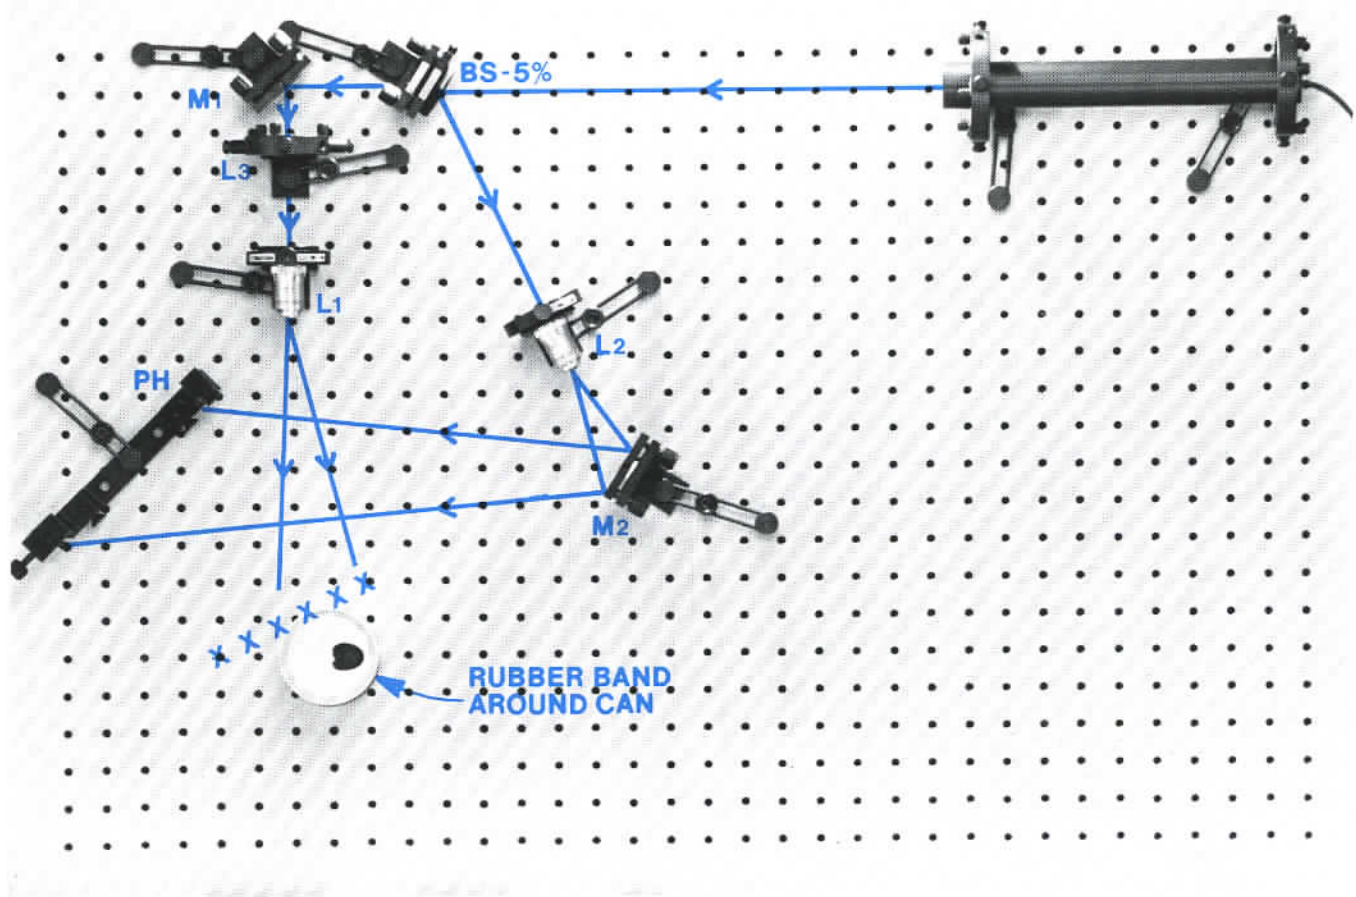 BS-5%
M1
L3
L1
L2
PH
M2
X X X X X X
RUBBER BAND
AROUND CAN